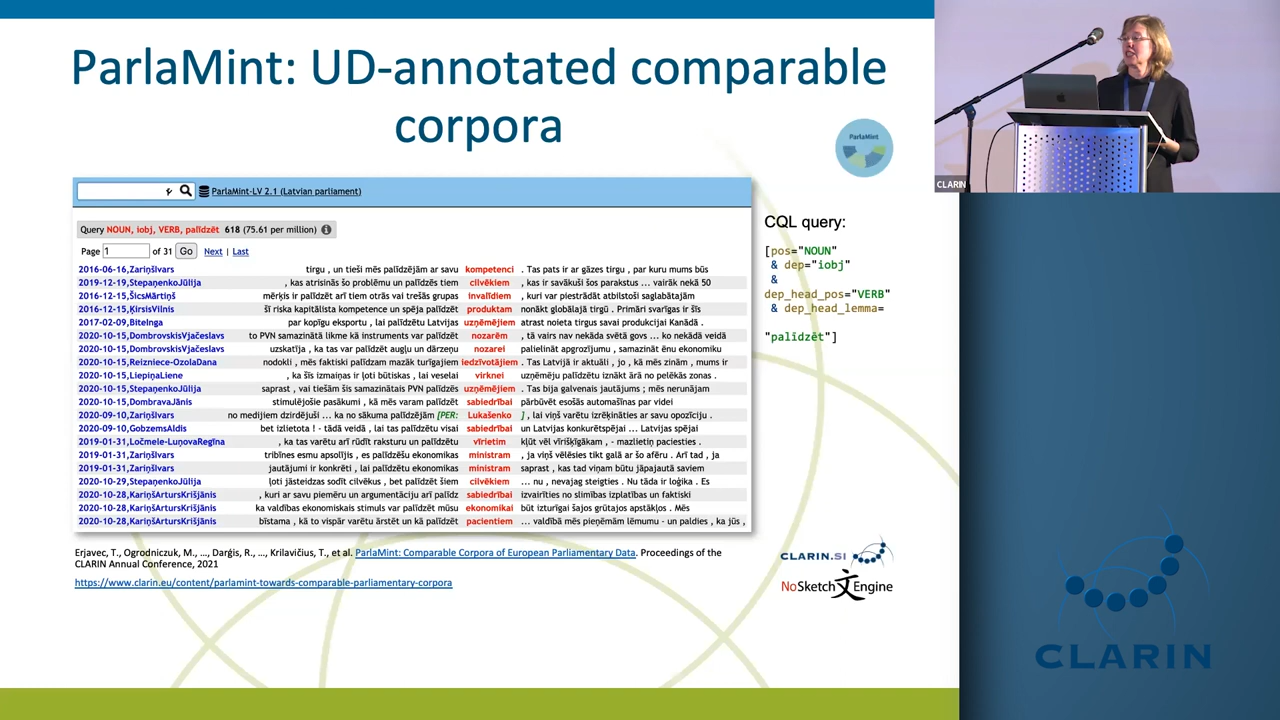 ParlaMint: UD-annotated comparable
corpora
ParlaMint
CLARIN
ParlaMint-LV 2.1 (Latvian parliament)
Query NOUN, iobj, VERB, palīdzēt 618 (75.61 per million)
Page 1 of 31 Go Next | Last
2016-06-16,ZariņšIvars tirgu , un tieši mēs palīdzējām ar savu kompetenci . Tas pats ir ar gāzes tirgu , par kuru mums būs
2019-12-19,StepaņenkoJūlija , kas atrisinās šo problēmu un palīdzēs tiem cilvēkiem , kas ir savākuši šos parakstus ... vairāk nekā 50
2016-12-15,ŠicsMārtiņš mērķis ir palīdzēt arī tiem otrās vai trešās grupas invalīdiem , kuri var piestrādāt atbilstoši saglabātajām
2016-12-15,ĶirsisVilnis šī riska kapitālista kompetence un spēja palīdzēt produktam nonākt globālajā tirgū . Primāri svarīgas ir šīs
2017-02-09,BiteInga par kopīgu eksportu , lai palīdzētu Latvijas uzņēmējiem atrast noieta tirgus savai produkcijai Kanādā .
2020-10-15,DombrovskisVjačeslavs to PVN samazinātā likme kā instruments var palīdzēt nozarēm , tā vairs nav nekāda svētā govs ... ko nekādā veidā
2020-10-15,DombrovskisVjačeslavs uzskatīja , ka tas var palīdzēt augļu un dārzeņu nozarei palielināt apgrozījumu , samazināt ēnu ekonomiku
2020-10-15,Reizniece-OzolaDana nodokli , mēs faktiski palīdzam mazāk turīgajiem iedzīvotājiem . Tas Latvijā ir aktuāli , jo , kā mēs zinām , mums ir
2020-10-15,LiepiņaLiene , ka šīs izmaiņas ir ļoti būtiskas , lai veselai virknei uzņēmēju palīdzētu iznākt ārā no pelēkās zonas .
2020-10-15,StepaņenkoJūlija saprast , vai tiešām šis samazinātais PVN palīdzēs uzņēmējiem . Tas bija galvenais jautājums ; mēs nerunājam
2020-10-15,DombravaJānis stimulējošie pasākumi , kā mēs varam palīdzēt sabiedrībai pārbūvēt esošās automašīnas par videi
2020-09-10,ZariņšIvars no medijiem dzirdējuši ... ka no sākuma palīdzējām [PER: Lukašenko ] , lai viņš varētu izrēķināties ar savu opozīciju .
2020-09-10,GobzemsAldis bet izlietota ! - tādā veidā , lai tas palīdzētu visai sabiedrībai un Latvijas konkurētspējai ... Latvijas spējai
2019-01-31,Ločmele-LuņovaRegīna , ka tas varētu arī rūdīt raksturu un palīdzētu vīrietim kļūt vēl vīrišķīgākam , - mazlietiņ paciesties .
2019-01-31,ZariņšIvars tribīnes esmu apsolījis , es palīdzēšu ekonomikas ministram , ja viņš vēlēsies tikt galā ar šo afēru . Arī tad , ja
2019-01-31,ZariņšIvars jautājumi ir konkrēti , lai palīdzētu ekonomikas ministram saprast , kas tad viņam būtu jāpajautā saviem
2020-10-29,StepaņenkoJūlija ļoti jāsteidzas sodīt cilvēkus , bet palīdzēt šiem cilvēkiem ... nu , nevajag steigties . Nu tāda ir loģika . Es
2020-10-28,KariņšArtursKrišjānis , kuri ar savu piemēru un argumentāciju arī palīdz sabiedrībai izvairīties no slimības izplatības un faktiski
2020-10-28,KariņšArtursKrišjānis ka valdības ekonomiskais stimuls var palīdzēt mūsu ekonomikai būt izturīgai šajos grūtajos apstākļos . Mēs
2020-10-28,KariņšArtursKrišjānis bīstama , kā to vispār varētu ārstēt un kā palīdzēt pacientiem ... valdībā mēs pieņēmām lēmumu - un paldies , ka jūs ,
CQL query:
[pos="NOUN"
& dep="iobj"
&
dep_head_pos="VERB"
& dep_head_lemma=
"palīdzēt"]
Erjavec, T., Ogrodniczuk, M., ..., Darģis, R., ..., Krilavičius, T., et al. ParlaMint: Comparable Corpora of European Parliamentary Data. Proceedings of the
CLARIN Annual Conference, 2021
https://www.clarin.eu/content/parlamint-towards-comparable-parliamentary-corpora
CLARIN.SI
NoSketch Engine
CLARIN